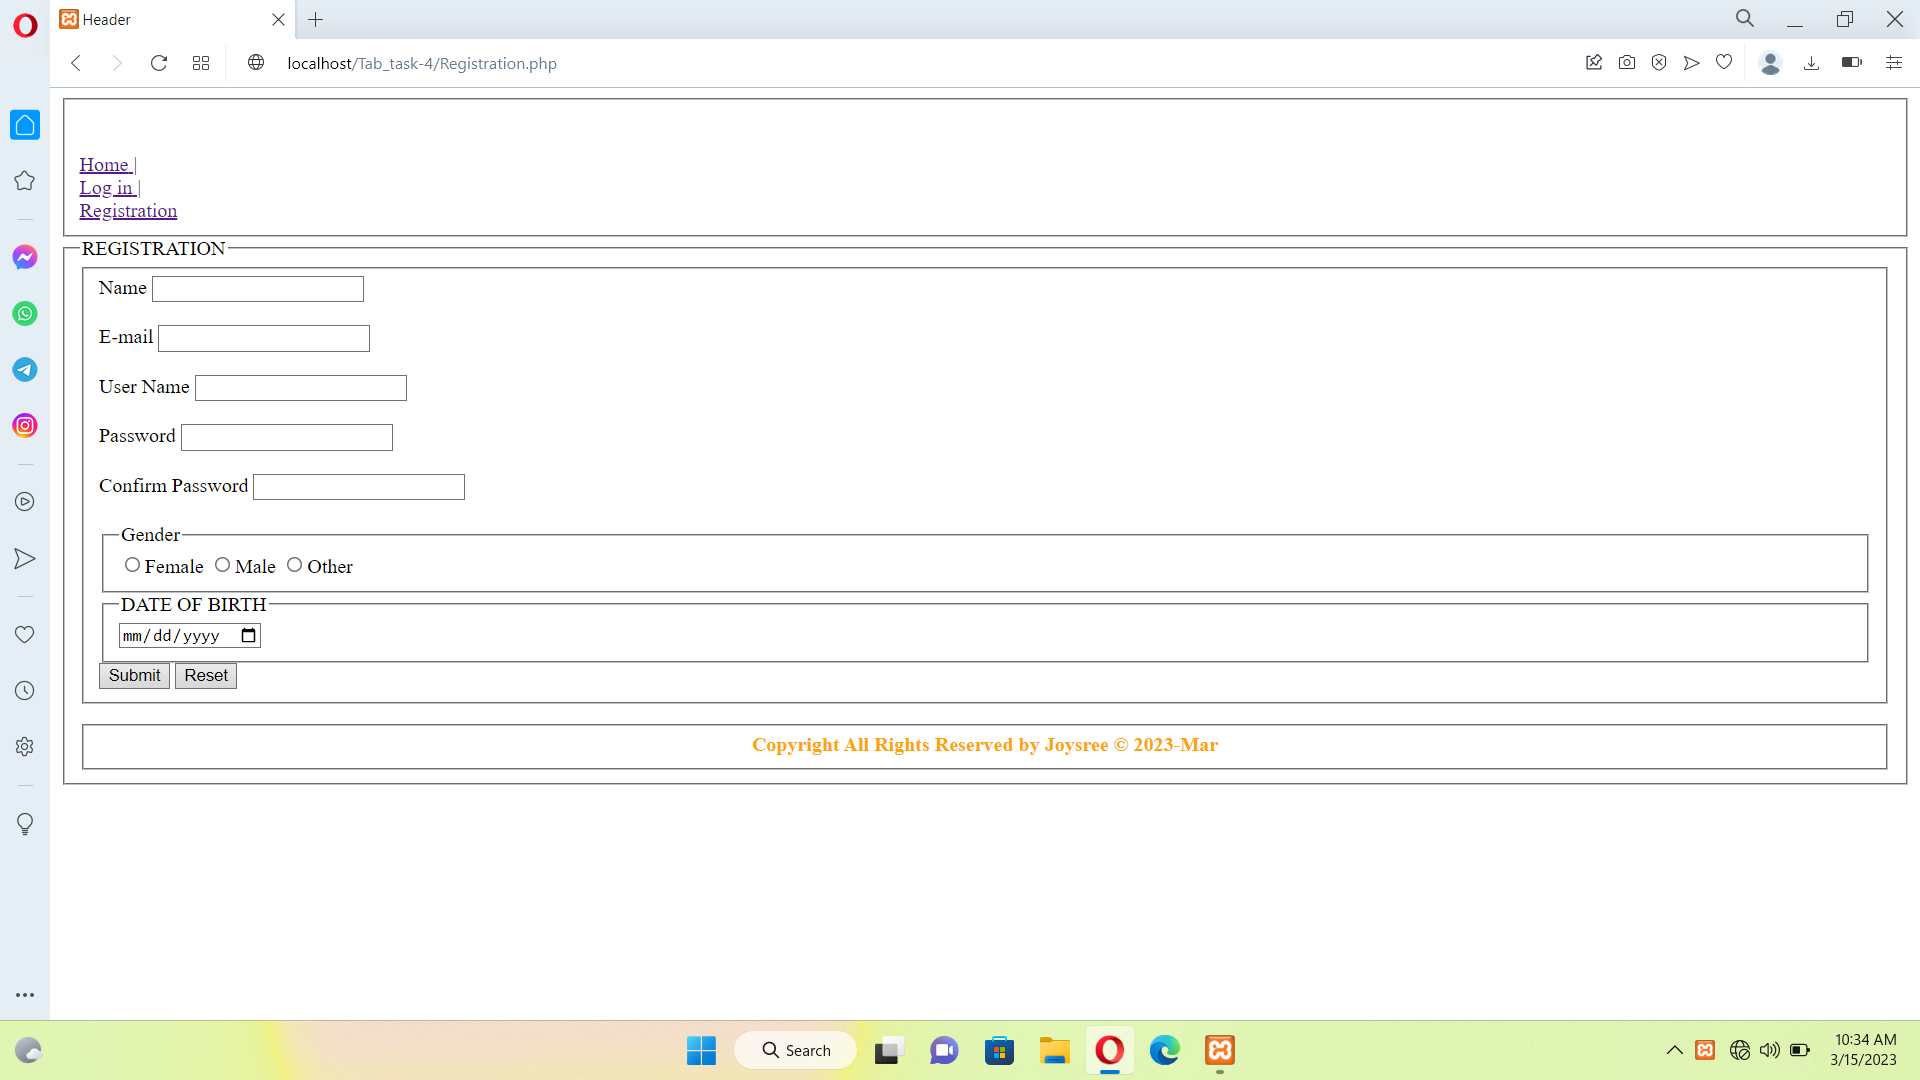 Header
localhost/Tab_task-4/Registration.php
Home |
Log in |
Registration
REGISTRATION
Name
E-mail
User Name
Password
Confirm Password
Gender
Female Male Other
DATE OF BIRTH
mm/dd/yyyy
Submit Reset
Copyright All Rights Reserved by Joysree © 2023-Mar
Search
10:34 AM
3/15/2023